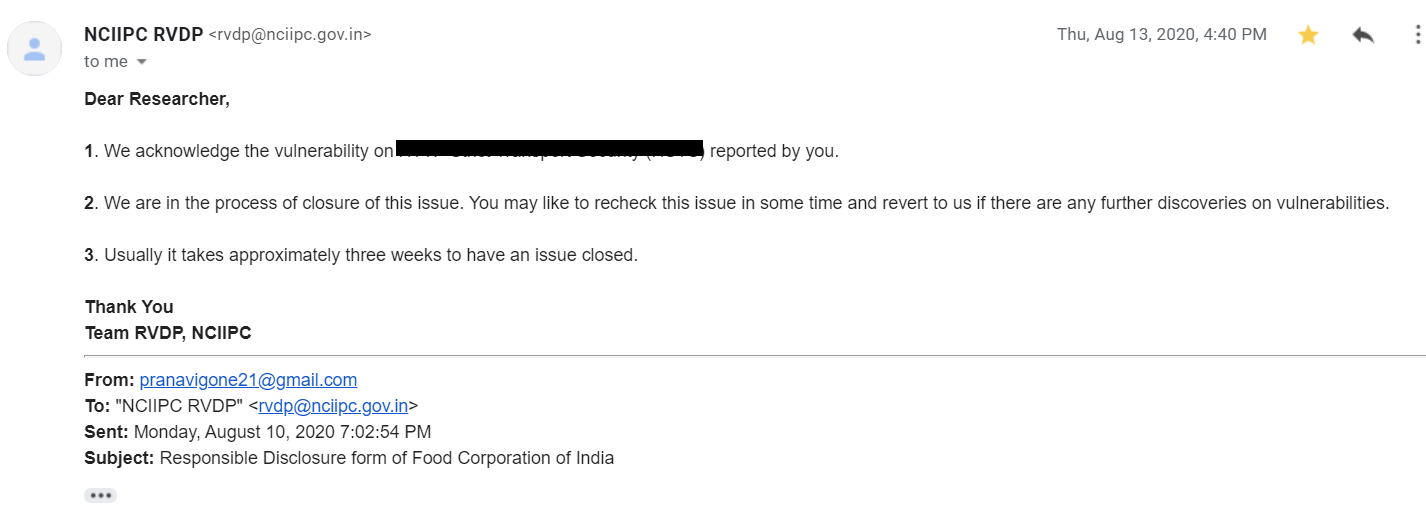 NCIIPC RVDP <rvdp@nciipc.gov.in>
Thu, Aug 13, 2020, 4:40 PM
to me
Dear Researcher,
1. We acknowledge the vulnerability on reported by you.
2. We are in the process of closure of this issue. You may like to recheck this issue in some time and revert to us if there are any further discoveries on vulnerabilities.
3. Usually it takes approximately three weeks to have an issue closed.
Thank You
Team RVDP, NCIIPC
From: pranavigone21@gmail.com
To: "NCIIPC RVDP" <rvdp@nciipc.gov.in>
Sent: Monday, August 10, 2020 7:02:54 PM
Subject: Responsible Disclosure form of Food Corporation of India